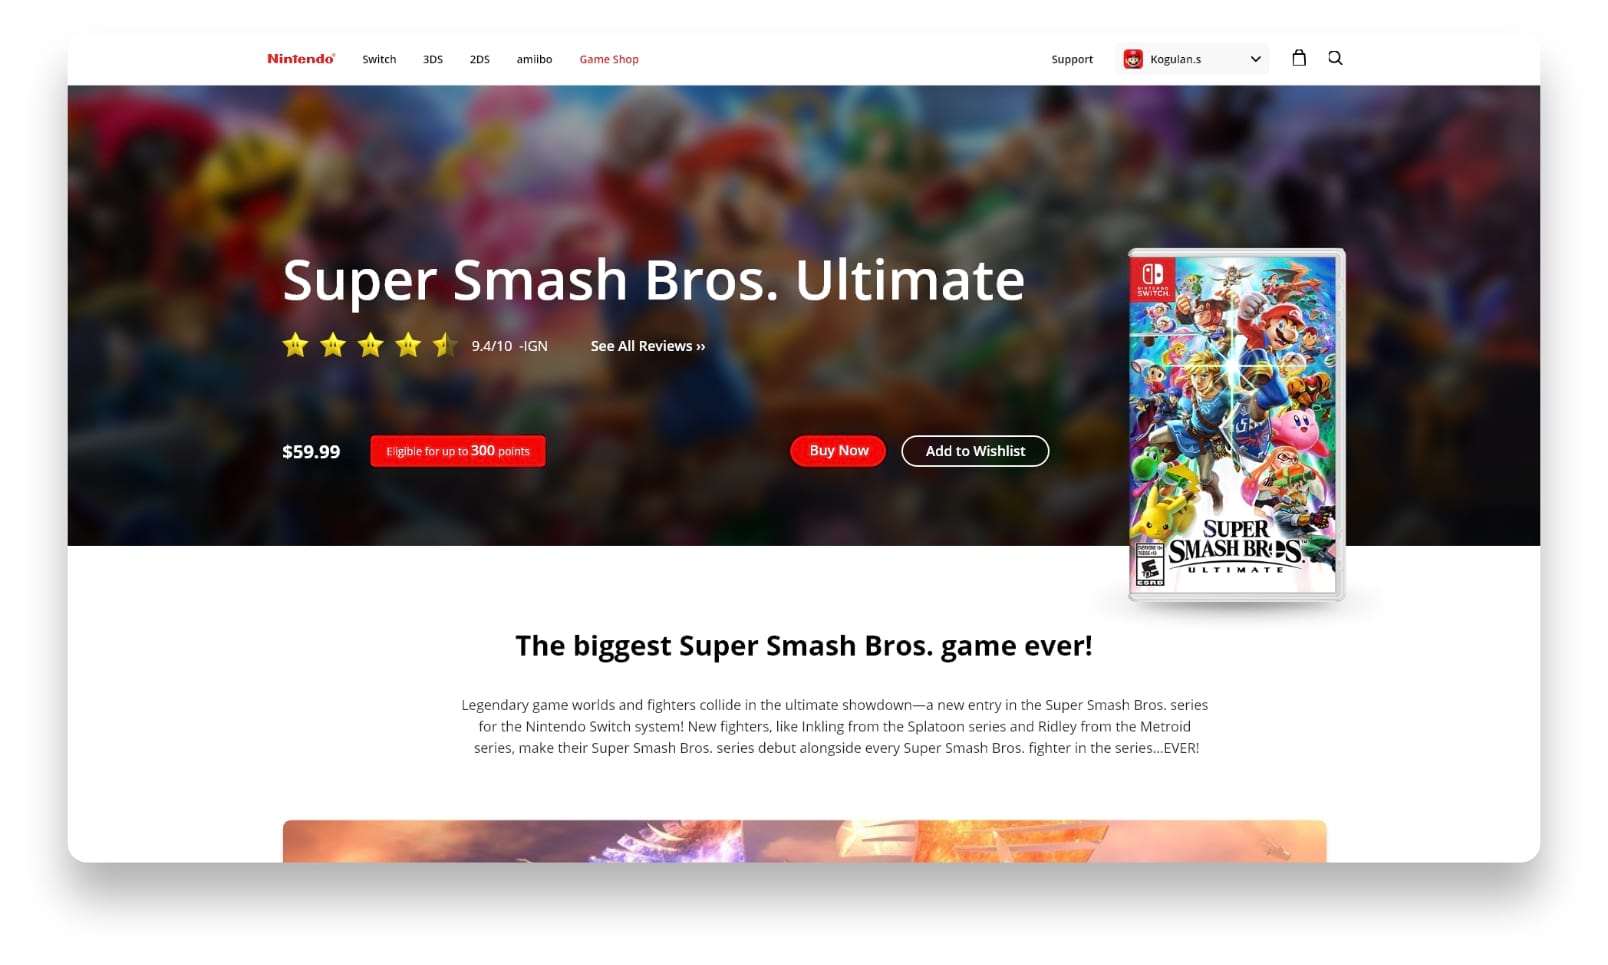 Nintendo
Switch
3DS
2DS
amiibo
Game Shop
Support
Kogulan.s
Super Smash Bros. Ultimate
9.4/10 -IGN
See All Reviews ››
$59.99
Eligible for up to 300 points
Buy Now
Add to Wishlist
NINTENDO
SWITCH
SUPER
SMASH BROS.™
ULTIMATE
EVERYONE 10+
E
ESRB
The biggest Super Smash Bros. game ever!
Legendary game worlds and fighters collide in the ultimate showdown—a new entry in the Super Smash Bros. series
for the Nintendo Switch system! New fighters, like Inkling from the Splatoon series and Ridley from the Metroid
series, make their Super Smash Bros. series debut alongside every Super Smash Bros. fighter in the series...EVER!